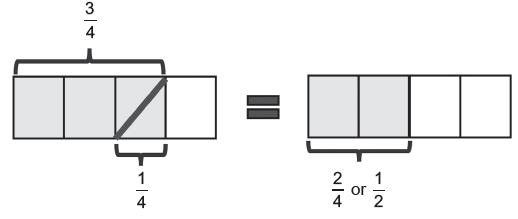 3/4
=
1/4
2/4 or 1/2